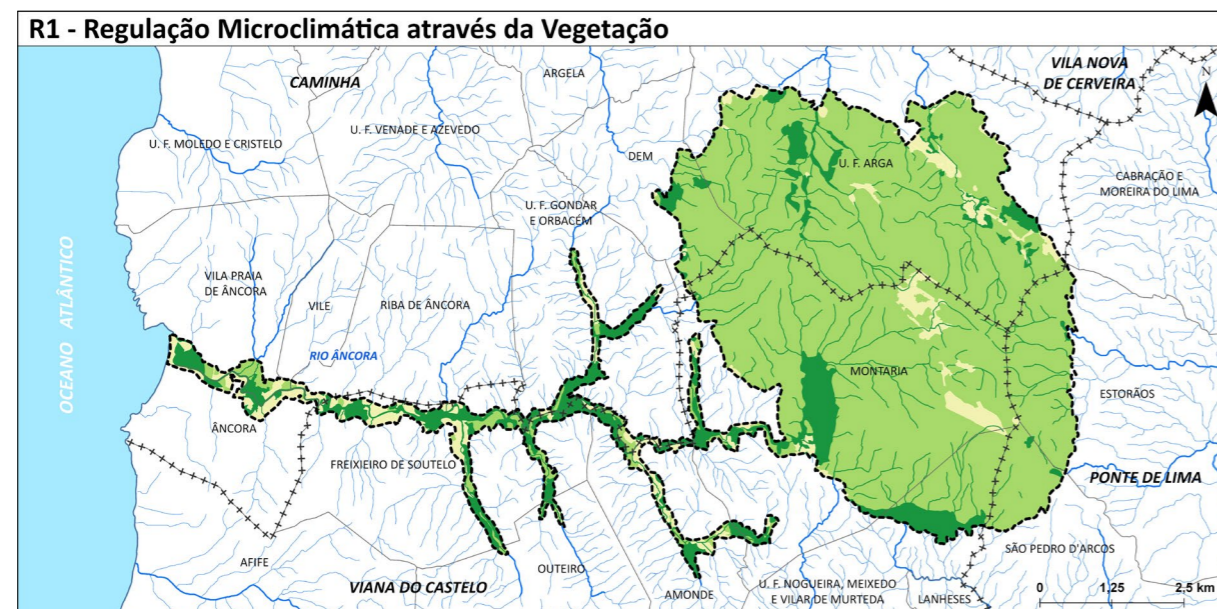 R1 - Regulação Microclimática através da Vegetação
VILA NOVA
DE CERVEIRA
N
CAMINHA
ARGELA
U. F. VENADE E AZEVEDO
U. F. MOLEDO E CRISTELO
DEM
U. F. ARGA
CABRAÇÃO E
MOREIRA DO LIMA
U. F. GONDAR
E ORBACÉM
OCEANO ATLÂNTICO
VILA PRAIA
DE ÂNCORA
VILE
RIBA DE ÂNCORA
RIO ÂNCORA
MONTARIA
ESTORÃOS
ÂNCORA
FREIXIEIRO DE SOUTELO
PONTE DE LIMA
SÃO PEDRO D'ARCOS
AFIFE
VIANA DO CASTELO
OUTEIRO
AMONDE
U. F. NOGUEIRA, MEIXEDO
E VILAR DE MURTEDA
LANHESES
0 1,25 2,5 km